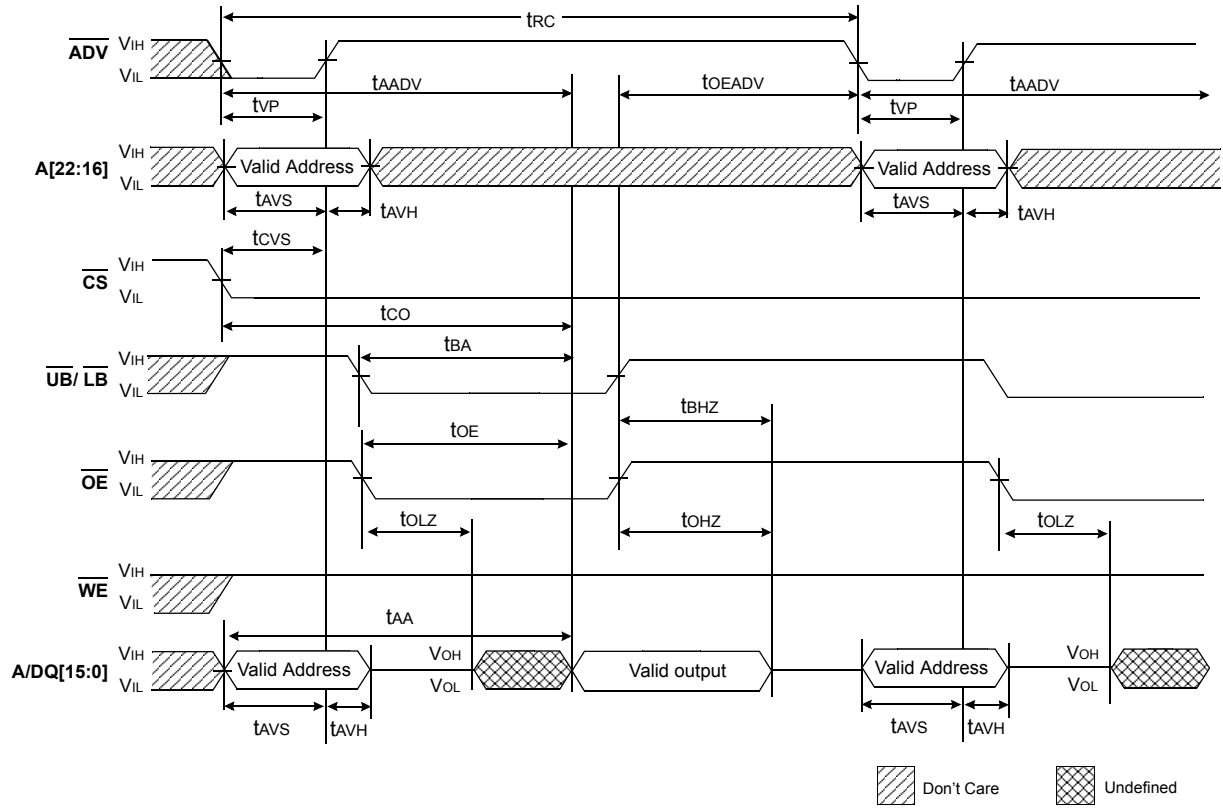 tRC
ADV VIH
VIL
tAADV tOEADV tAADV
tVP tVP
A[22:16] VIH Valid Address Valid Address
VIL
tAVS tAVH tAVS tAVH
tCVS
CS VIH
VIL
tCO
tBA
UB/ LB VIH
VIL
tBHZ
tOE
OE VIH
VIL
tOLZ tOHZ tOLZ
WE VIH
VIL
tAA
A/DQ[15:0] VIH Valid Address VOH Valid output Valid Address VOH
VIL VOL VOL
tAVS tAVH tAVS tAVH
Don't Care Undefined